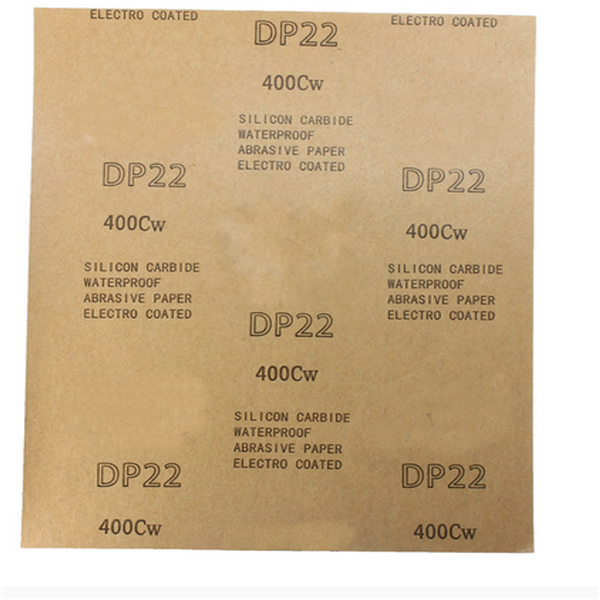 ELECTRO COATED
ELECTRO COATED
DP22
400Cw
SILICON CARBIDE
WATERPROOF
ABRASIVE PAPER
ELECTRO COATED
DP22
400Cw
SILICON CARBIDE
WATERPROOF
ABRASIVE PAPER
ELECTRO COATED
DP22
400Cw
SILICON CARBIDE
WATERPROOF
ABRASIVE PAPER
ELECTRO COATED
DP22
400Cw
SILICON CARBIDE
WATERPROOF
ABRASIVE PAPER
ELECTRO COATED
DP22
400Cw
DP22
400Cw